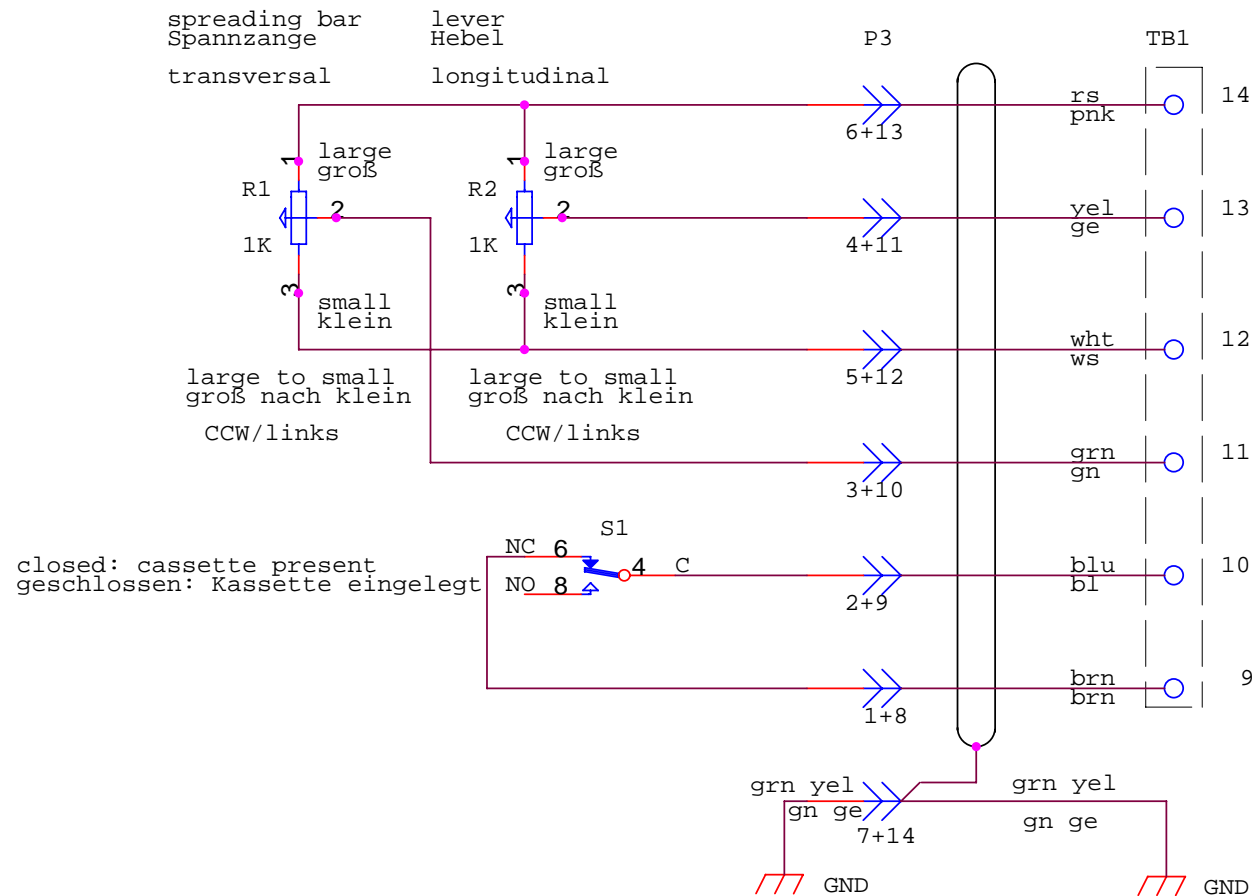 spreading bar
Spannzange
transversal
lever
Hebel
longitudinal
P3
TB1
rs
pnk
14
6+13
1
large
groß
R1
2
1K
3
small
klein
1
large
groß
R2
2
1K
3
small
klein
yel
ge
13
4+11
wht
ws
12
5+12
large to small
groß nach klein
CCW/links
large to small
groß nach klein
CCW/links
grn
gn
11
3+10
S1
closed: cassette present
geschlossen: Kassette eingelegt
NC 6
NO 8
4 C
blu
bl
10
2+9
brn
brn
9
1+8
grn yel
gn ge
7+14
grn yel
gn ge
GND
GND